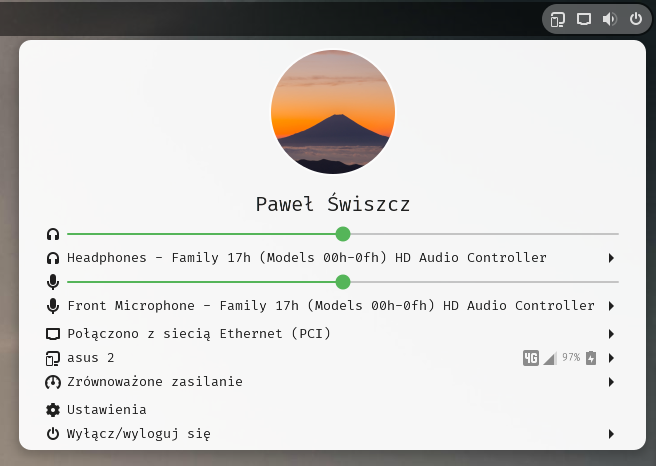 Paweł Świszcz
Headphones - Family 17h (Models 00h-0fh) HD Audio Controller
Front Microphone - Family 17h (Models 00h-0fh) HD Audio Controller
Połączono z siecią Ethernet (PCI)
asus 2 4G 97%
Zrównoważone zasilanie
Ustawienia
Wyłącz/wyloguj się